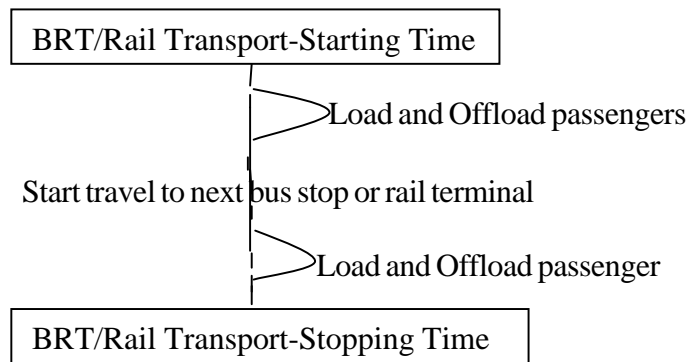 BRT/Rail Transport-Starting Time
Load and Offload passengers
Start travel to next bus stop or rail terminal
Load and Offload passenger
BRT/Rail Transport-Stopping Time